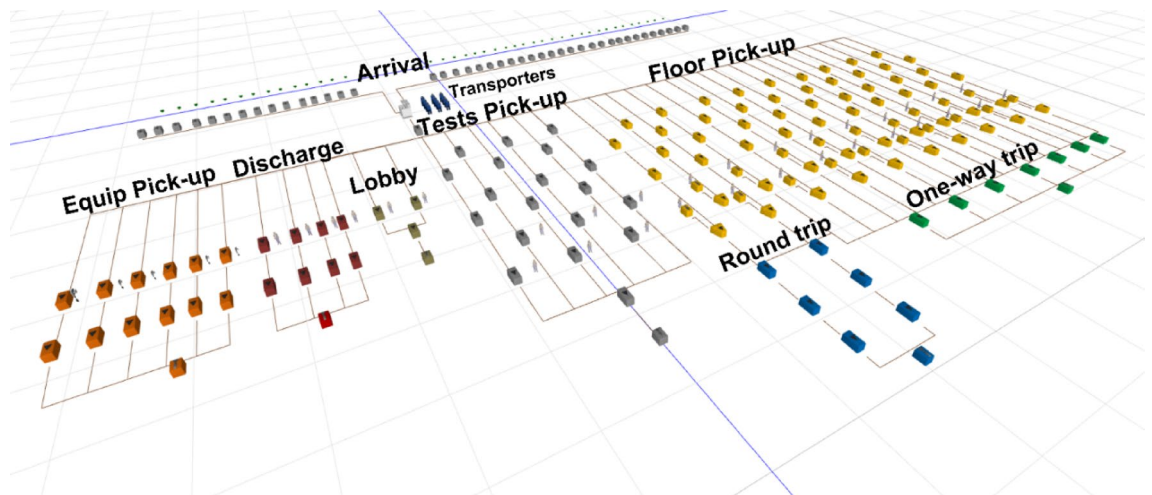 Arrival
Floor Pick-up
Transporters
Tests Pick-up
Discharge
Equip Pick-up
Lobby
One-way trip
Round trip